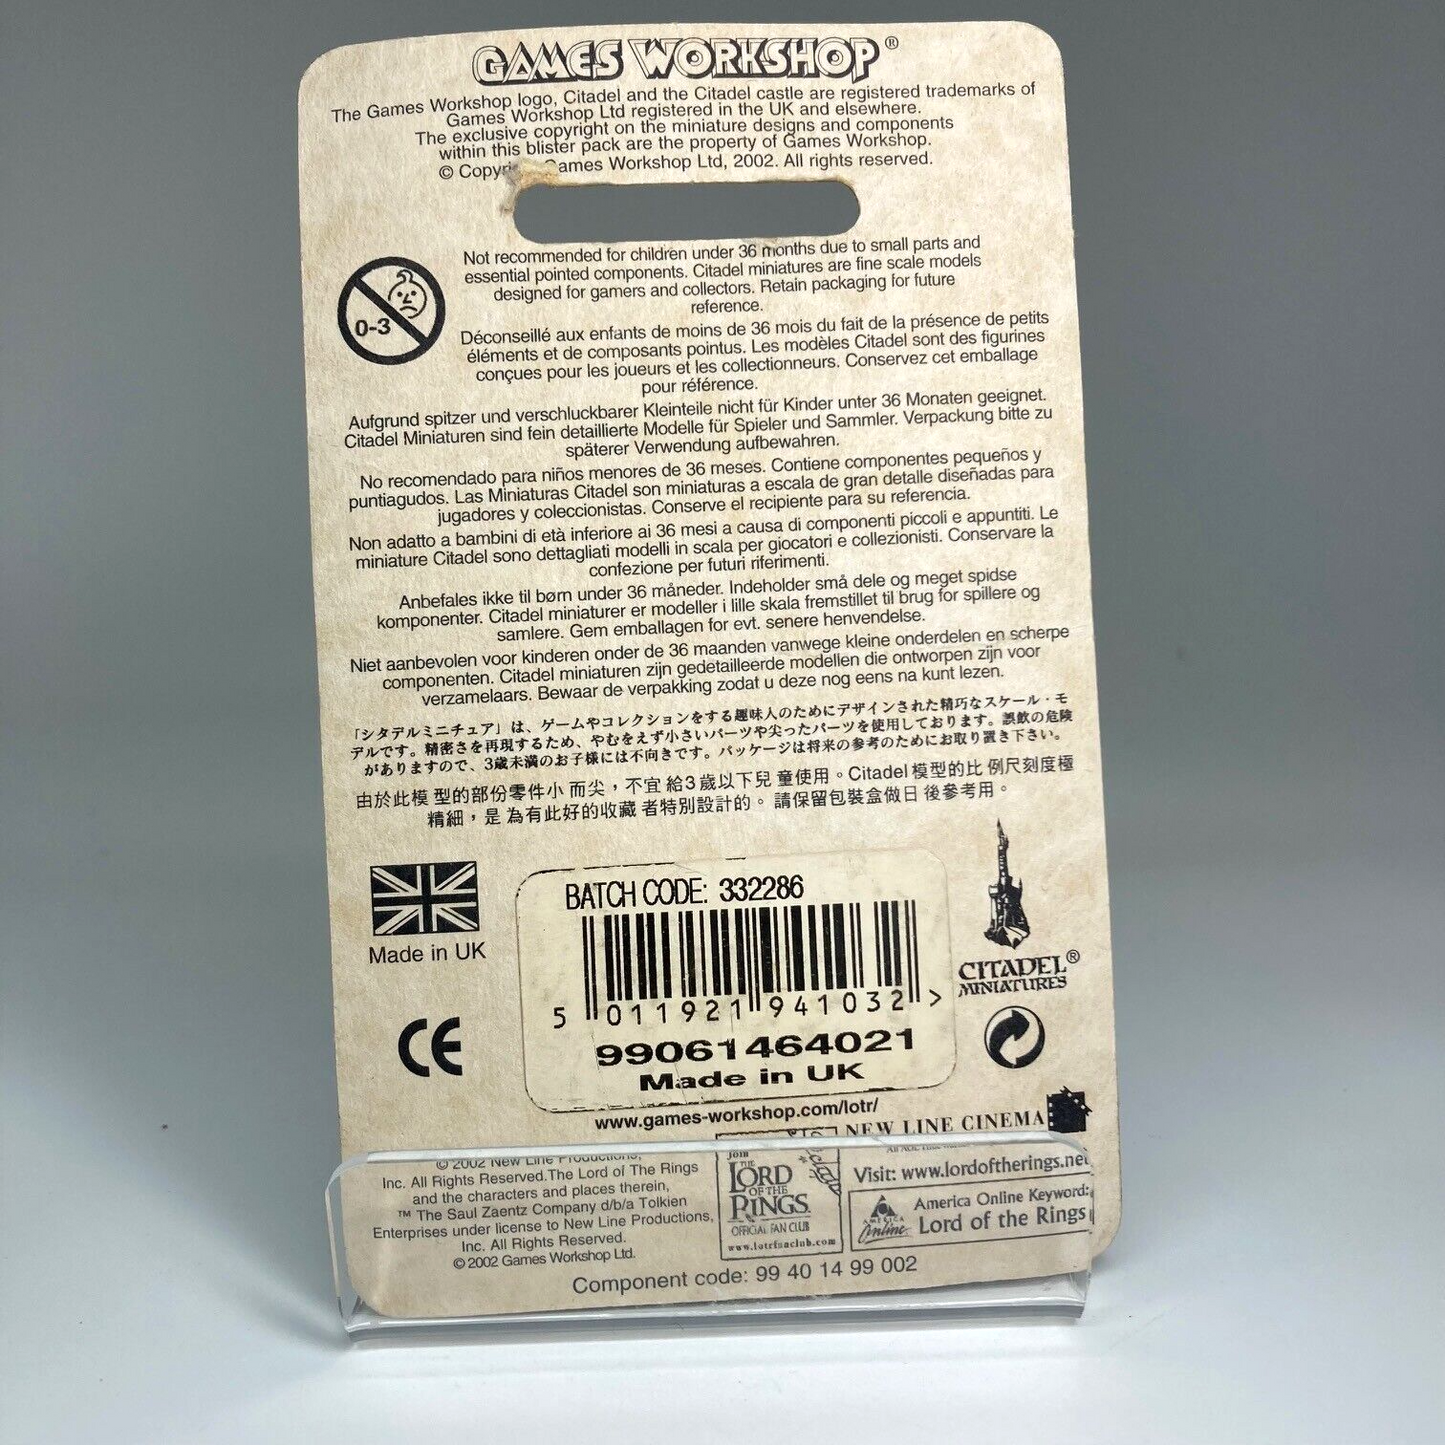 GAMES WORKSHOP®
The Games Workshop logo, Citadel and the Citadel castle are registered trademarks of
Games Workshop Ltd registered in the UK and elsewhere.
The exclusive copyright on the miniature designs and components
within this blister pack are the property of Games Workshop.
© Copyri Games Workshop Ltd, 2002. All rights reserved.
0-3
Not recommended for children under 36 months due to small parts and
essential pointed components. Citadel miniatures are fine scale models
designed for gamers and collectors. Retain packaging for future
reference.
Déconseillé aux enfants de moins de 36 mois du fait de la présence de petits
éléments et de composants pointus. Les modèles Citadel sont des figurines
conçues pour les joueurs et les collectionneurs. Conservez cet emballage
pour référence.
Aufgrund spitzer und verschluckbarer Kleinteile nicht für Kinder unter 36 Monaten geeignet.
Citadel Miniaturen sind fein detaillierte Modelle für Spieler und Sammler. Verpackung bitte zu
späterer Verwendung aufbewahren.
No recomendado para niños menores de 36 meses. Contiene componentes pequeños y
puntiagudos. Las Miniaturas Citadel son miniaturas a escala de gran detalle diseñadas para
jugadores y coleccionistas. Conserve el recipiente para su referencia.
Non adatto a bambini di età inferiore ai 36 mesi a causa di componenti piccoli e appuntiti. Le
miniature Citadel sono dettagliati modelli in scala per giocatori e collezionisti. Conservare la
confezione per futuri riferimenti.
Anbefales ikke til børn under 36 måneder. Indeholder små dele og meget spidse
komponenter. Citadel miniaturer er modeller i lille skala fremstillet til brug for spillere og
samlere. Gem emballagen for evt. senere henvendelse.
Niet aanbevolen voor kinderen onder de 36 maanden vanwege kleine onderdelen en scherpe
componenten. Citadel miniaturen zijn gedetailleerde modellen die ontworpen zijn voor
verzamelaars. Bewaar de verpakking zodat u deze nog eens na kunt lezen.
「シタデルミニチュア」は、ゲームやコレクションをする趣味人のためにデザインされた精巧なスケール・モ
デルです。精密さを再現するため、やむをえず小さいパーツや尖ったパーツを使用しております。誤飲の危険
がありますので、3歳未満のお子様には不向きです。パッケージは将来の参考のためにお取り置き下さい。
由於此模 型的部份零件小 而尖，不宜 給3歲以下兒 童使用。Citadel 模型的比 例尺刻度極
精細，是 為有此好的收藏 者特別設計的。 請保留包裝盒做日 後參考用。
Made in UK
BATCH CODE: 332286
5 011921 941032 >
99061464021
Made in UK
CITADEL®
MINIATURES
CE
www.games-workshop.com/lotr/
NEW LINE CINEMA
© 2002 New Line Productions,
Inc. All Rights Reserved.The Lord of The Rings
and the characters and places therein,
™ The Saul Zaentz Company d/b/a Tolkien
Enterprises under license to New Line Productions,
Inc. All Rights Reserved.
© 2002 Games Workshop Ltd.
Join
THE
LORD
OF THE
RINGS
OFFICIAL FAN CLUB
www.lotrfanclub.com
Visit: www.lordoftherings.net
AMERICA
Online
America Online Keyword:
Lord of the Rings
Component code: 99 40 14 99 002